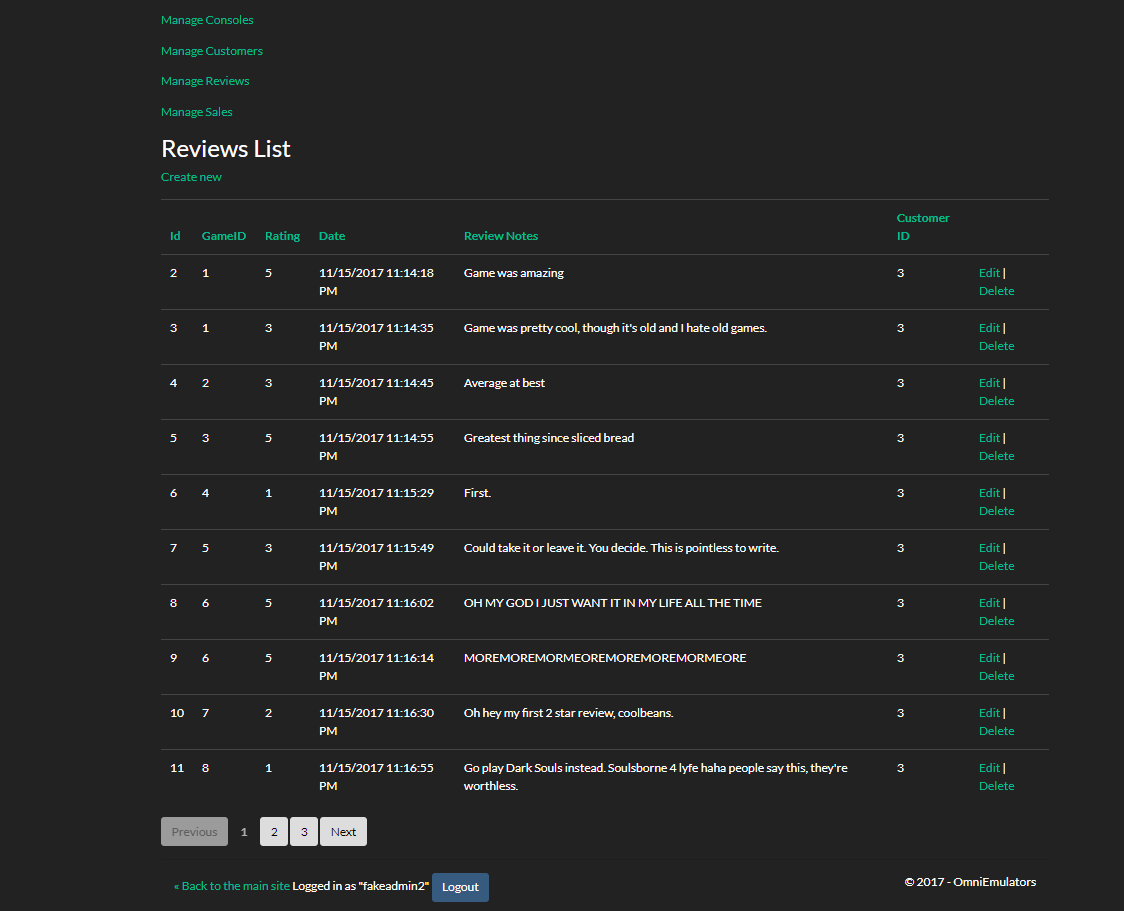 Manage Consoles
Manage Customers
Manage Reviews
Manage Sales
Reviews List
Create new
Id GameID Rating Date Review Notes Customer ID
2 1 5 11/15/2017 11:14:18 PM Game was amazing 3 Edit | Delete
3 1 3 11/15/2017 11:14:35 PM Game was pretty cool, though it's old and I hate old games. 3 Edit | Delete
4 2 3 11/15/2017 11:14:45 PM Average at best 3 Edit | Delete
5 3 5 11/15/2017 11:14:55 PM Greatest thing since sliced bread 3 Edit | Delete
6 4 1 11/15/2017 11:15:29 PM First. 3 Edit | Delete
7 5 3 11/15/2017 11:15:49 PM Could take it or leave it. You decide. This is pointless to write. 3 Edit | Delete
8 6 5 11/15/2017 11:16:02 PM OH MY GOD I JUST WANT IT IN MY LIFE ALL THE TIME 3 Edit | Delete
9 6 5 11/15/2017 11:16:14 PM MOREMOREMORMEOREMOREMOREMORMEORE 3 Edit | Delete
10 7 2 11/15/2017 11:16:30 PM Oh hey my first 2 star review, coolbeans. 3 Edit | Delete
11 8 1 11/15/2017 11:16:55 PM Go play Dark Souls instead. Soulsborne 4 lyfe haha people say this, they're worthless. 3 Edit | Delete
Previous 1 2 3 Next
« Back to the main site Logged in as "fakeadmin2" Logout © 2017 - OmniEmulators